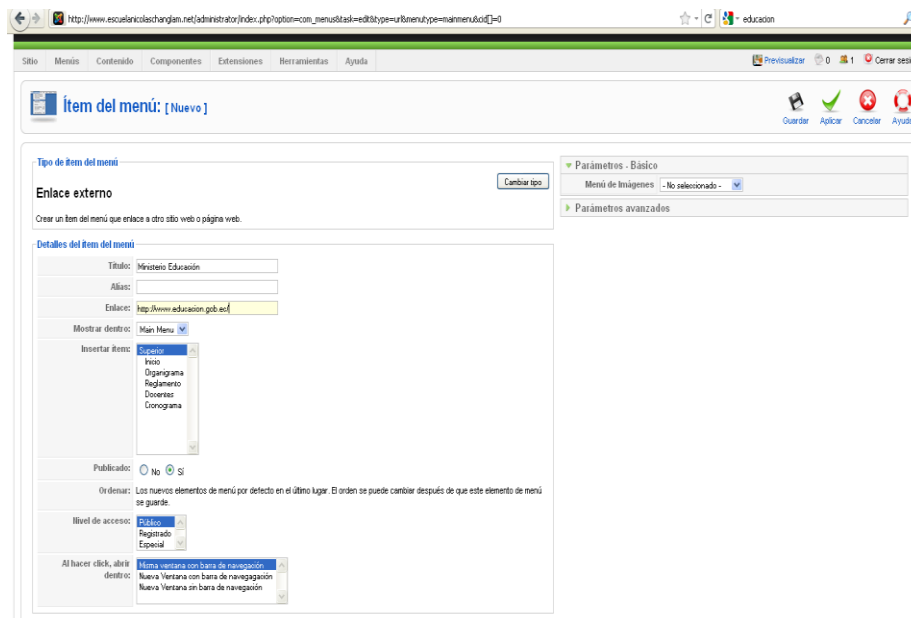 http://www.escuelanicolaschanglam.net/administrator/index.php?option=com_menus&task=edit&type=url&menutype=mainmenu&cid[]=0
educacion
Sitio Menús Contenido Componentes Extensiones Herramientas Ayuda Previsualizar 0 1 Cerrar sesi
Ítem del menú: [ Nuevo ]
Guardar Aplicar Cancelar Ayuda
Tipo de ítem del menú
Cambiar tipo
Enlace externo
Crear un ítem del menú que enlace a otro sitio web o página web.
Parámetros - Básico
Menú de Imágenes - No seleccionado -
Parámetros avanzados
Detalles del ítem del menú
Título: Ministerio Educación
Alias:
Enlace: http://www.educacion.gob.ec/
Mostrar dentro: Main Menu
Insertar ítem: Superior
Inicio
Organigrama
Reglamento
Docentes
Cronograma
Publicado: No Sí
Ordenar: Los nuevos elementos de menú por defecto en el último lugar. El orden se puede cambiar después de que este elemento de menú
se guarde.
Nivel de acceso: Público
Registrado
Especial
Al hacer click, abrir
dentro:
Misma ventana con barra de navegación
Nueva Ventana con barra de navegagación
Nueva Ventana sin barra de navegación